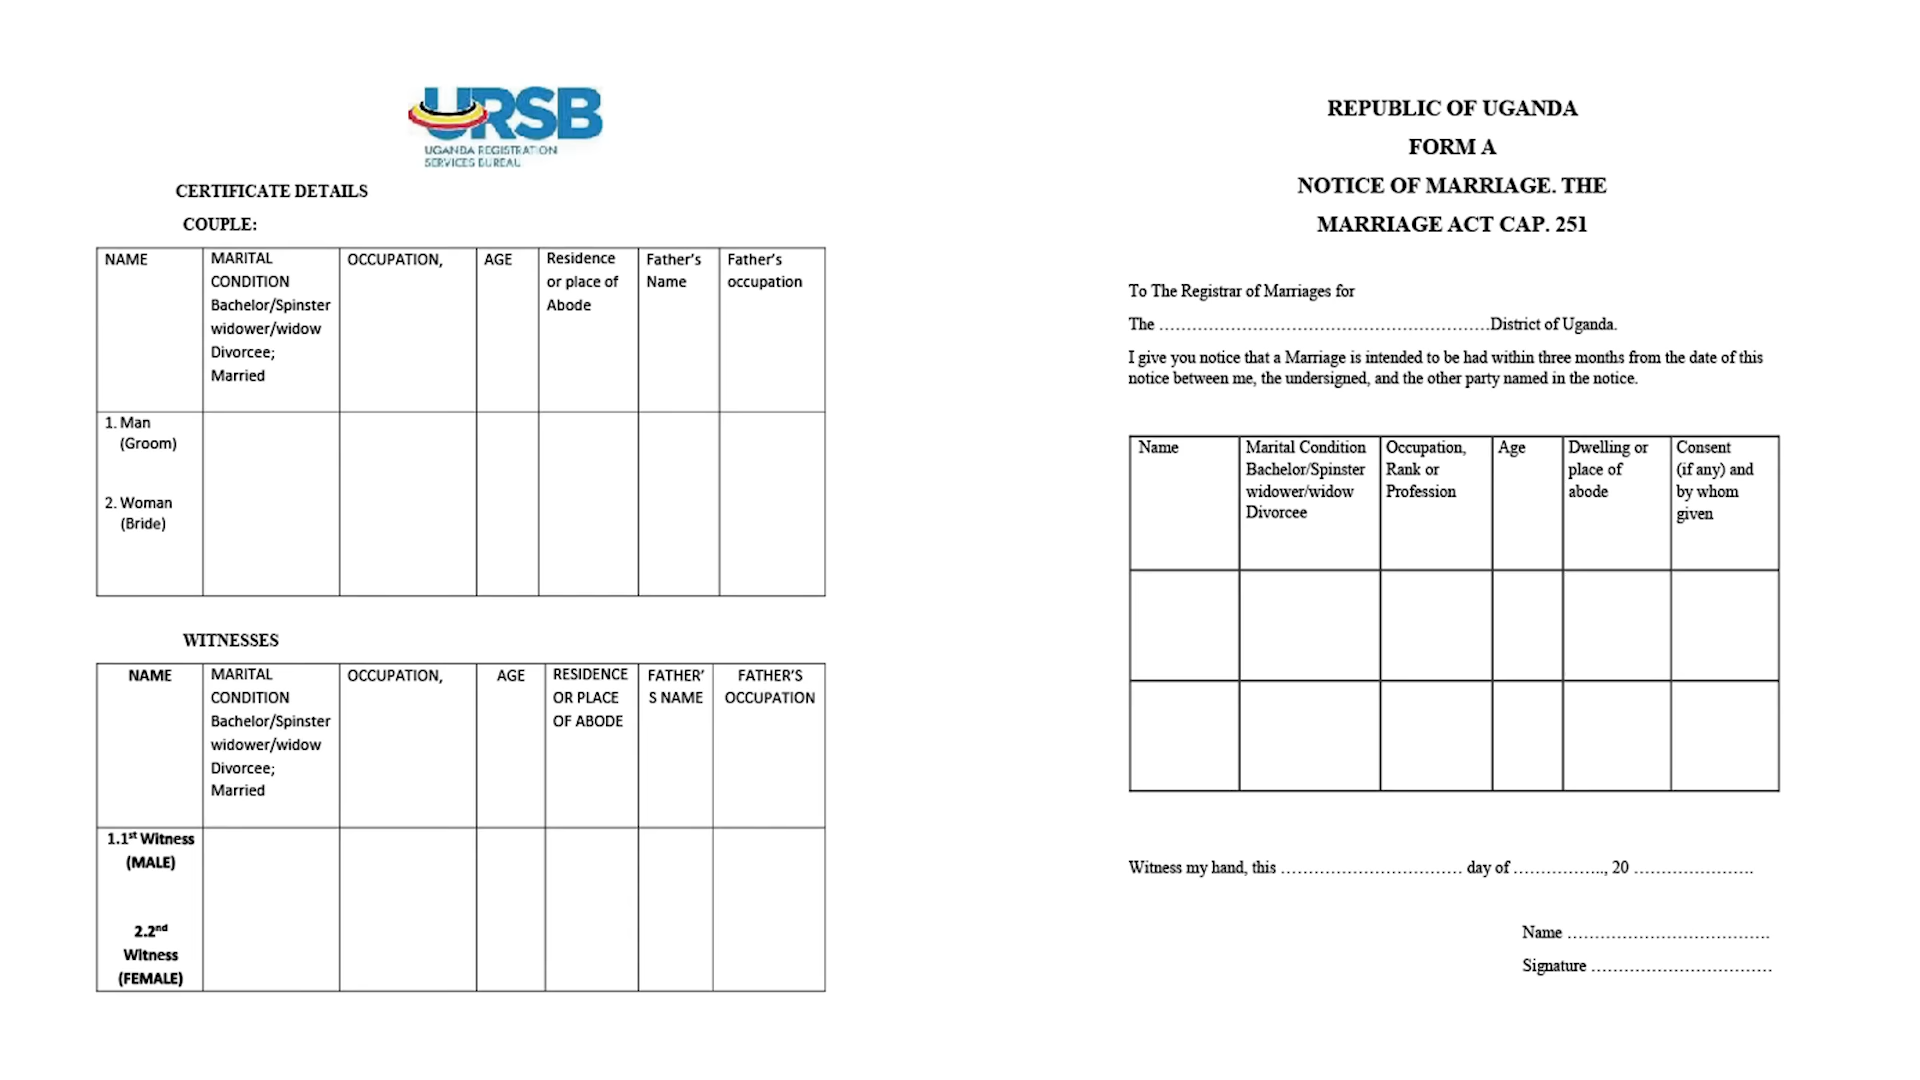 URSB
UGANDA REGISTRATION
SERVICES BUREAU
CERTIFICATE DETAILS
COUPLE:
NAME
MARITAL
CONDITION
Bachelor/Spinster
widower/widow
Divorcee;
Married
OCCUPATION,
AGE
Residence
or place of
Abode
Father's
Name
Father's
occupation
1. Man
(Groom)
2. Woman
(Bride)
WITNESSES
NAME
MARITAL
CONDITION
Bachelor/Spinster
widower/widow
Divorcee;
Married
OCCUPATION,
AGE
RESIDENCE
OR PLACE
OF ABODE
FATHER'
S NAME
FATHER'S
OCCUPATION
1.1st Witness
(MALE)
2.2nd
Witness
(FEMALE)
REPUBLIC OF UGANDA
FORM A
NOTICE OF MARRIAGE. THE
MARRIAGE ACT CAP. 251
To The Registrar of Marriages for
The ……………………………………………………District of Uganda.
I give you notice that a Marriage is intended to be had within three months from the date of this
notice between me, the undersigned, and the other party named in the notice.
Name
Marital Condition
Bachelor/Spinster
widower/widow
Divorcee
Occupation,
Rank or
Profession
Age
Dwelling or
place of
abode
Consent
(if any) and
by whom
given
Witness my hand, this …………………………… day of …………….., 20 ………………….
Name ……………………………….
Signature ……………………………